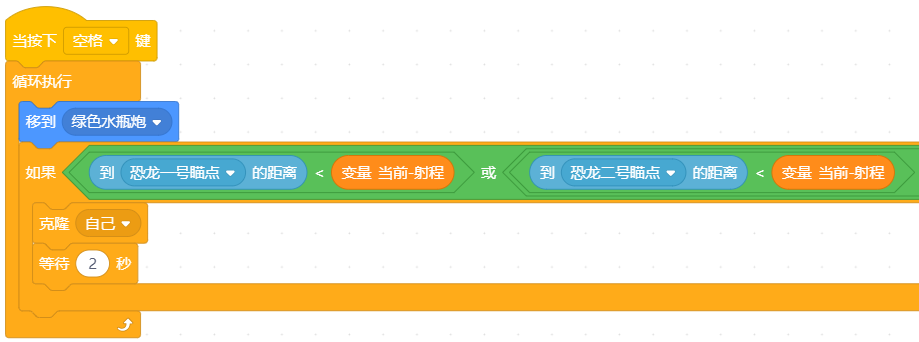 当按下 空格 键
循环执行
移到 绿色水瓶炮
如果 到 恐龙一号瞄点 的距离 < 变量 当前-射程 或 到 恐龙二号瞄点 的距离 < 变量 当前-射程
克隆 自己
等待 2 秒